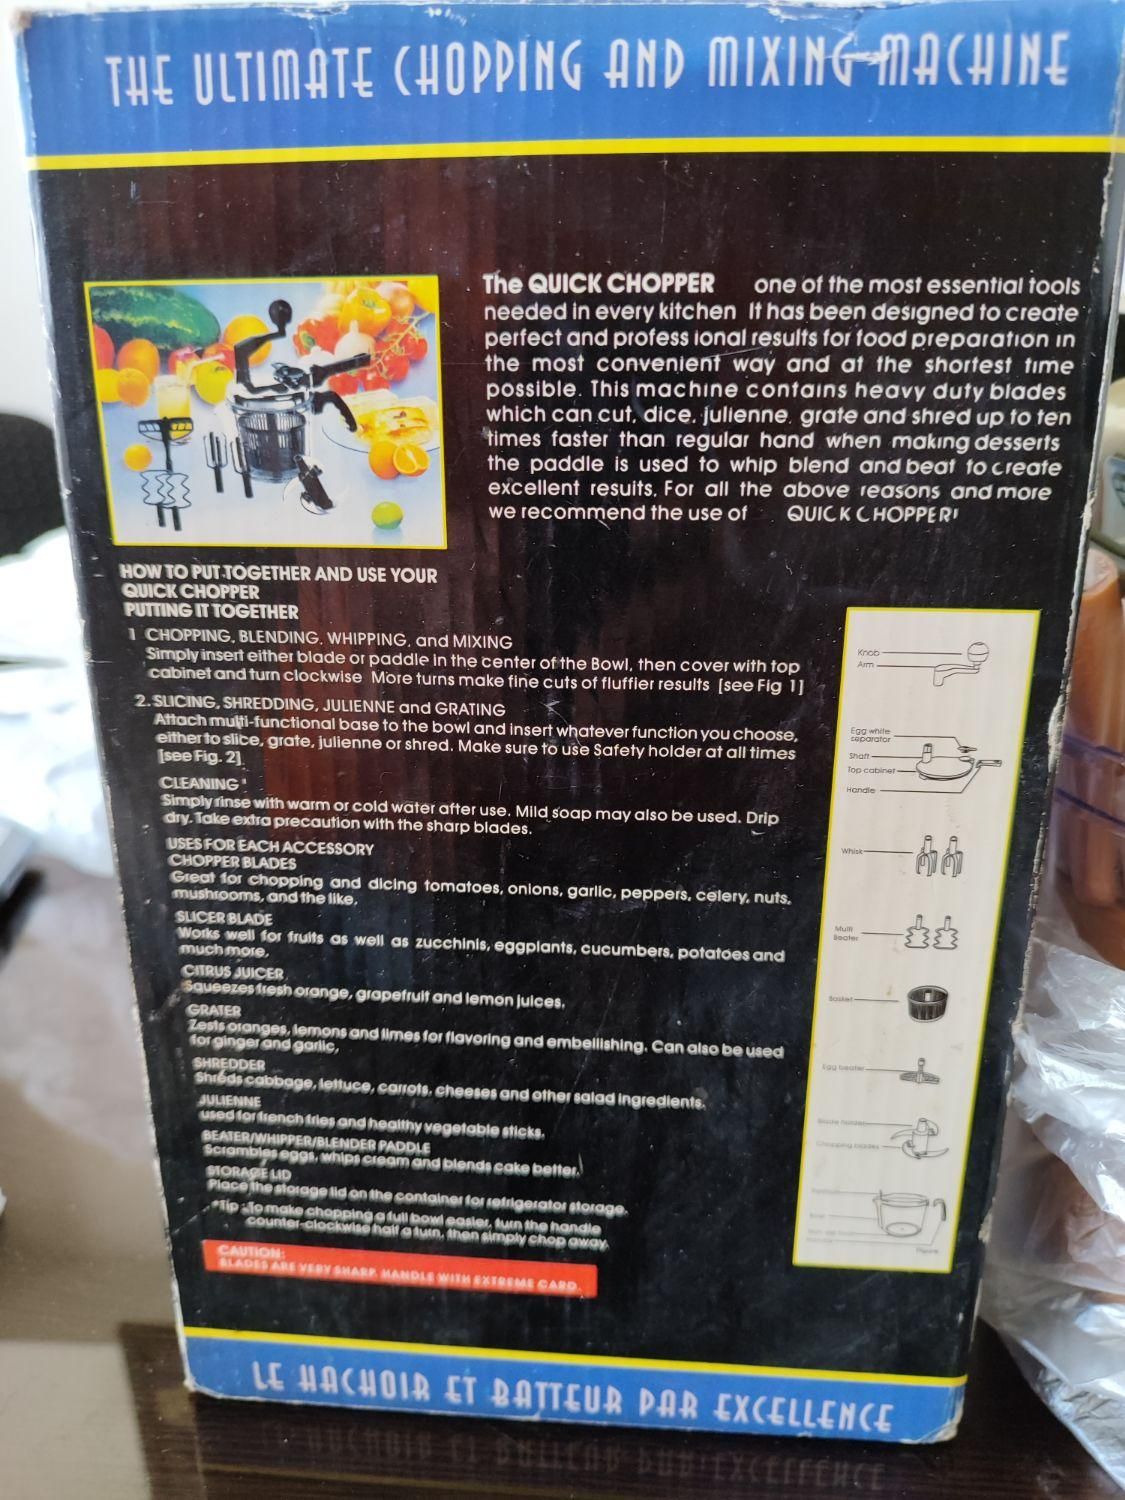 THE ULTIMATE CHOPPING AND MIXING MACHINE
The QUICK CHOPPER one of the most essential tools
needed in every kitchen It has been designed to create
perfect and profess ional results for food preparation in
the most convenient way and at the shortest time
possible. This machine contains heavy duty blades
which can cut, dice, julienne, grate and shred up to ten
times faster than regular hand when making desserts
the paddle is used to whip blend and beat to create
excellent resuits, For all the above reasons and more
we recommend the use of QUICK CHOPPER!
HOW TO PUT TOGETHER AND USE YOUR
QUICK CHOPPER
PUTTING IT TOGETHER
1 CHOPPING, BLENDING, WHIPPING, and MIXING
Simply insert either blade or paddle in the center of the Bowl, then cover with top
cabinet and turn clockwise More turns make fine cuts of fluffier results [see Fig 1]
2. SLICING, SHREDDING, JULIENNE and GRATING
Attach multi-functional base to the bowl and insert whatever function you choose,
either to slice, grate, julienne or shred. Make sure to use Safety holder at all times
[see Fig. 2]
CLEANING
Simply rinse with warm or cold water after use. Mild soap may also be used. Drip
dry. Take extra precaution with the sharp blades.
USES FOR EACH ACCESSORY
CHOPPER BLADES
Great for chopping and dicing tomatoes, onions, garlic, peppers, celery, nuts,
mushrooms, and the like,
SLICER BLADE
Works well for fruits as well as zucchinis, eggplants, cucumbers, potatoes and
much more,
CITRUS JUICER
Squeezes fresh orange, grapefruit and lemon juices,
GRATER
Zests oranges, lemons and limes for flavoring and embellishing, Can also be used
for ginger and garlic,
SHREDDER
Shreds cabbage, lettuce, carrots, cheeses and other salad ingredients.
JULIENNE
used for french fries and healthy vegetable sticks.
BEATER/WHIPPER/BLENDER PADDLE
Scrambles eggs, whips cream and blends cake better.
STORAGE LID
Place the storage lid on the container for refrigerator storage.
*Tip : To make chopping a full bowl easier, turn the handle
counter-clockwise half a turn, then simply chop away.
CAUTION:
BLADES ARE VERY SHARP. HANDLE WITH EXTREME CARD.
Knob
Arm
Egg white
separator
Shaft
Top cabinet
Handle
Whisk
Multi
Beater
Basket
Egg beater
Blade holder
Chopping blades
Bowl
Figure
LE HACHOIR ET BATTEUR PAR EXCELLENCE